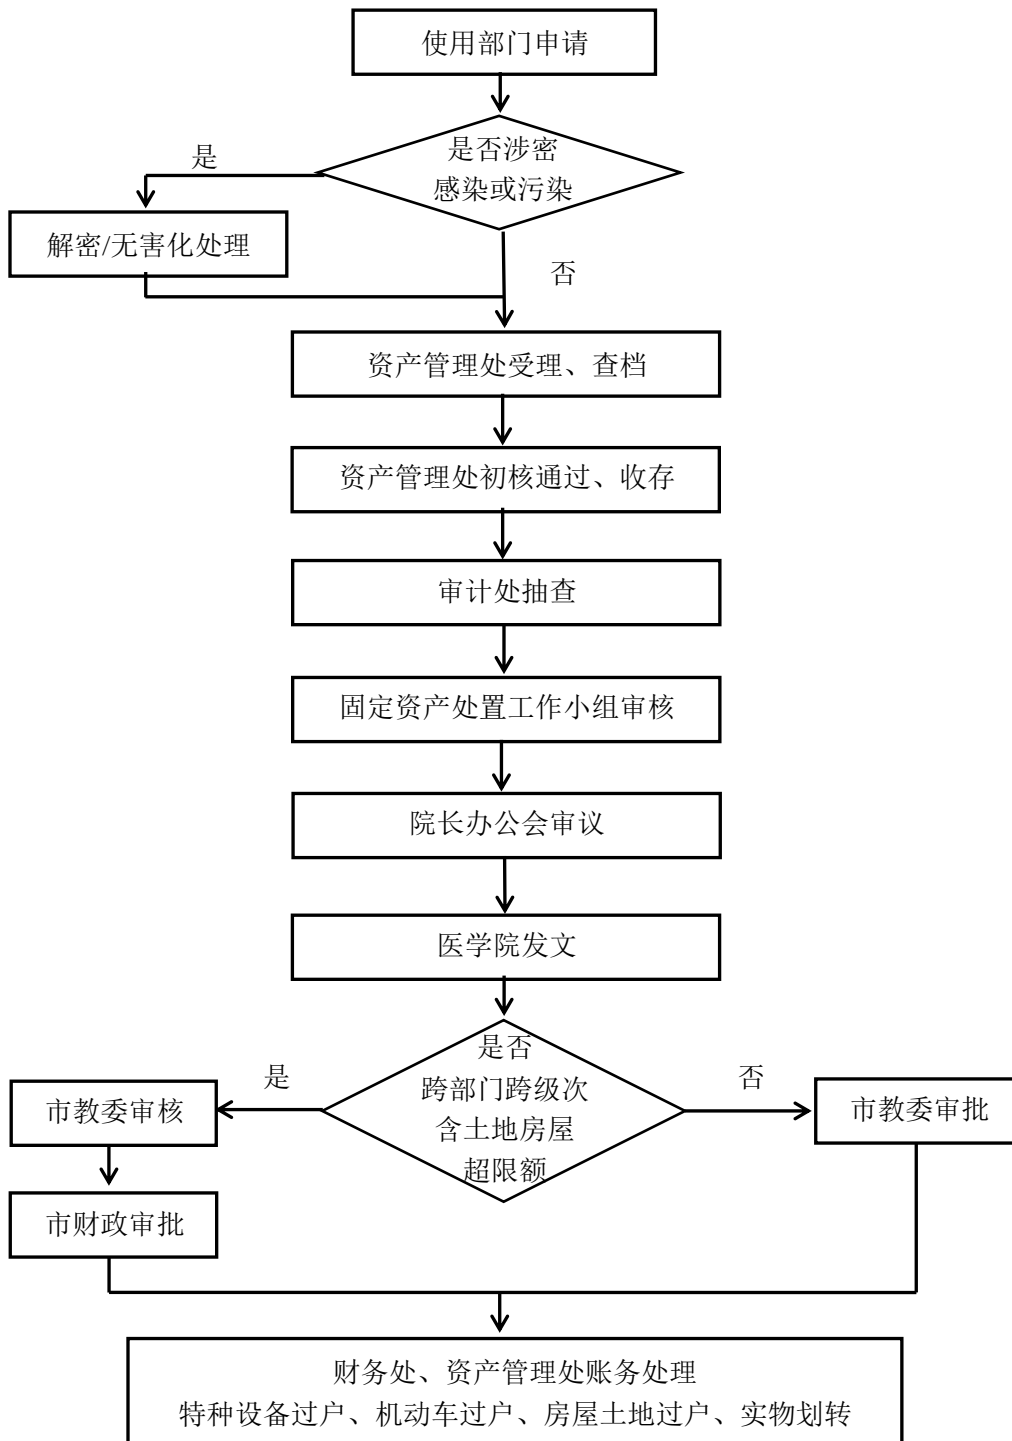 使用部门申请
是否涉密
感染或污染
是
解密/无害化处理
否
资产管理处受理、查档
资产管理处初核通过、收存
审计处抽查
固定资产处置工作小组审核
院长办公会审议
医学院发文
是否
跨部门跨级次
含土地房屋
超限额
是
否
市教委审核
市教委审批
市财政审批
财务处、资产管理处账务处理
特种设备过户、机动车过户、房屋土地过户、实物划转